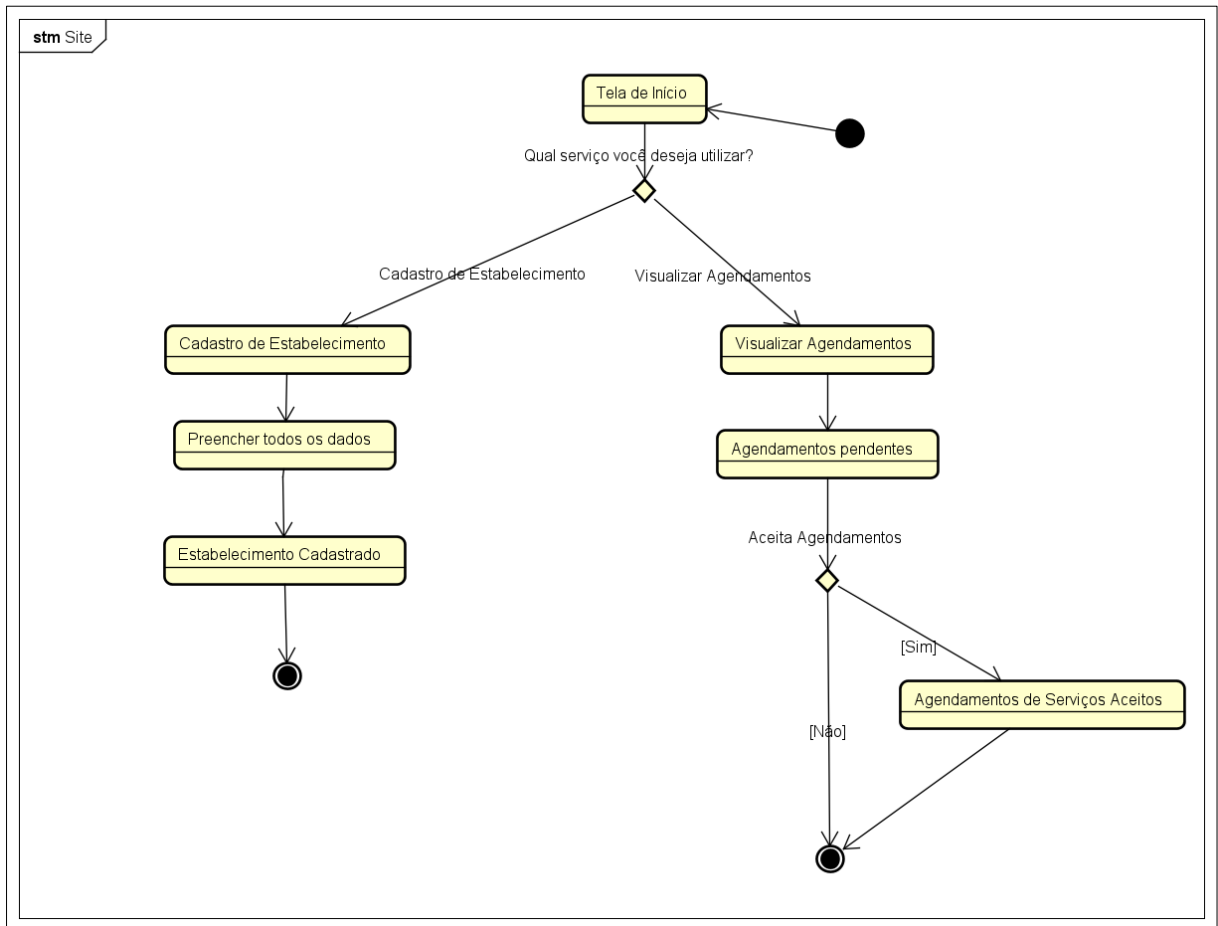 stm Site
Tela de Início
Qual serviço você deseja utilizar?
Cadastro de Estabelecimento
Visualizar Agendamentos
Cadastro de Estabelecimento
Visualizar Agendamentos
Preencher todos os dados
Agendamentos pendentes
Aceita Agendamentos
Estabelecimento Cadastrado
[Sim]
Agendamentos de Serviços Aceitos
[Não]